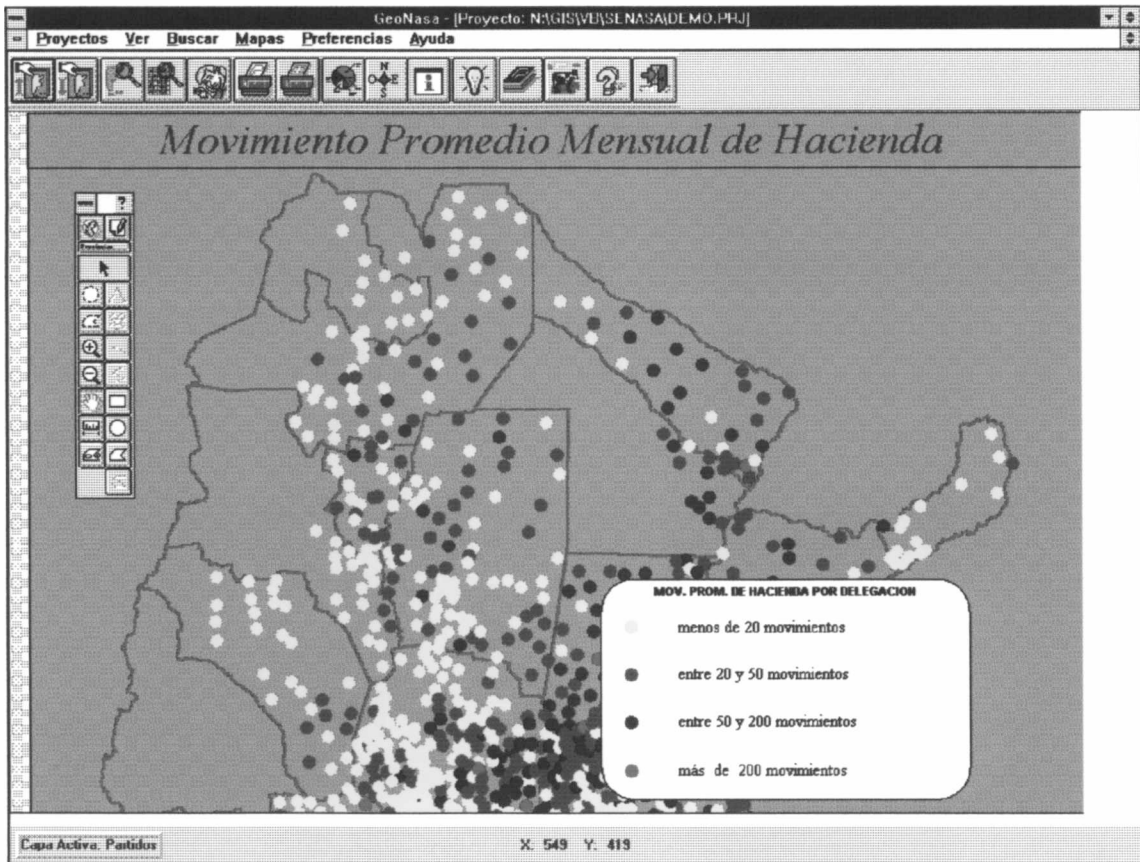 GeoNasa - [Proyecto: N:\GIS\VB\SENASA\DEMO.PRJ]
Proyectos Ver Buscar Mapas Preferencias Ayuda
N
O E
S
Movimiento Promedio Mensual de Hacienda
?
MOV. PROM. DE HACIENDA POR DELEGACION
menos de 20 movimientos
entre 20 y 50 movimientos
entre 50 y 200 movimientos
más de 200 movimientos
Capa Activa: Partidos
X: 549 Y: 419